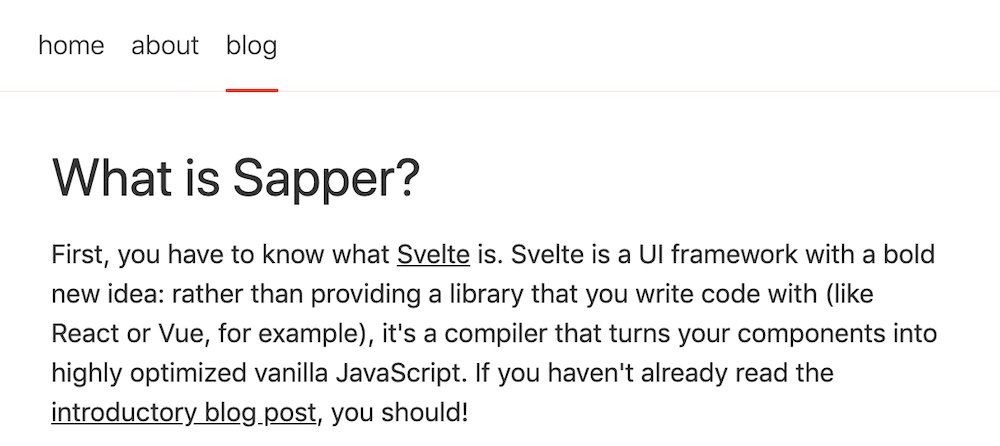 home about blog
What is Sapper?
First, you have to know what Svelte is. Svelte is a UI framework with a bold
new idea: rather than providing a library that you write code with (like
React or Vue, for example), it's a compiler that turns your components into
highly optimized vanilla JavaScript. If you haven't already read the
introductory blog post, you should!